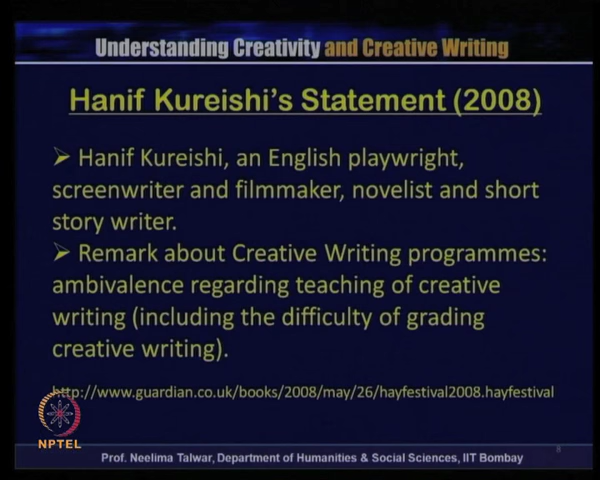 Understanding Creativity and Creative Writing
Hanif Kureishi's Statement (2008)
➢ Hanif Kureishi, an English playwright,
screenwriter and filmmaker, novelist and short
story writer.
➢ Remark about Creative Writing programmes:
ambivalence regarding teaching of creative
writing (including the difficulty of grading
creative writing).
http://www.guardian.co.uk/books/2008/may/26/hayfestival2008.hayfestival
NPTEL
Prof. Neelima Talwar, Department of Humanities & Social Sciences, IIT Bombay
8